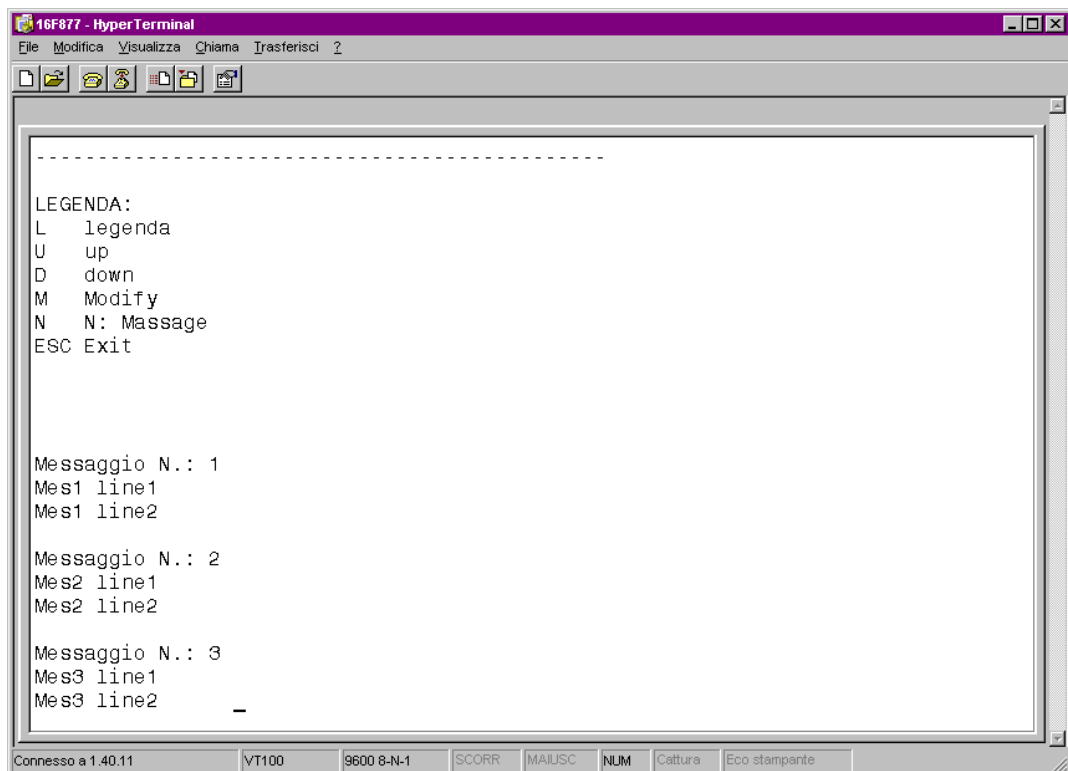 16F877 - HyperTerminal
File Modifica Visualizza Chiama Trasferisci ?
- - - - - - - - - - - - - - - - - - - - - - - - - - - - - - - - - - - - - - - - - - - - - -
LEGENDA:
L legenda
U up
D down
M Modify
N N: Massage
ESC Exit
Messaggio N.: 1
Mes1 line1
Mes1 line2
Messaggio N.: 2
Mes2 line1
Mes2 line2
Messaggio N.: 3
Mes3 line1
Mes3 line2 _
Connesso a 1.40.11 VT100 9600 8-N-1 SCORR MAIUSC NUM Cattura Eco stampante